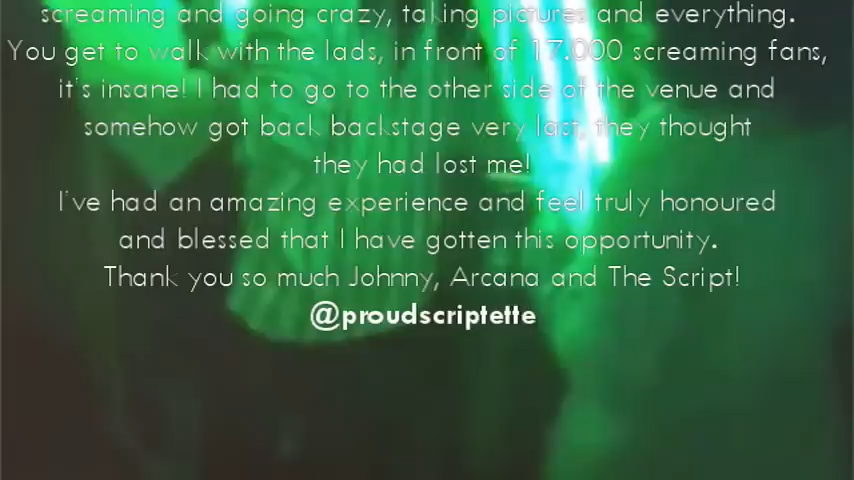 screaming and going crazy, taking pictures and everything.
You get to walk with the lads, in front of 17.000 screaming fans,
it's insane! I had to go to the other side of the venue and
somehow got back backstage very last, they thought
they had lost me!
I've had an amazing experience and feel truly honoured
and blessed that I have gotten this opportunity.
Thank you so much Johnny, Arcana and The Script!
@proudscriptette